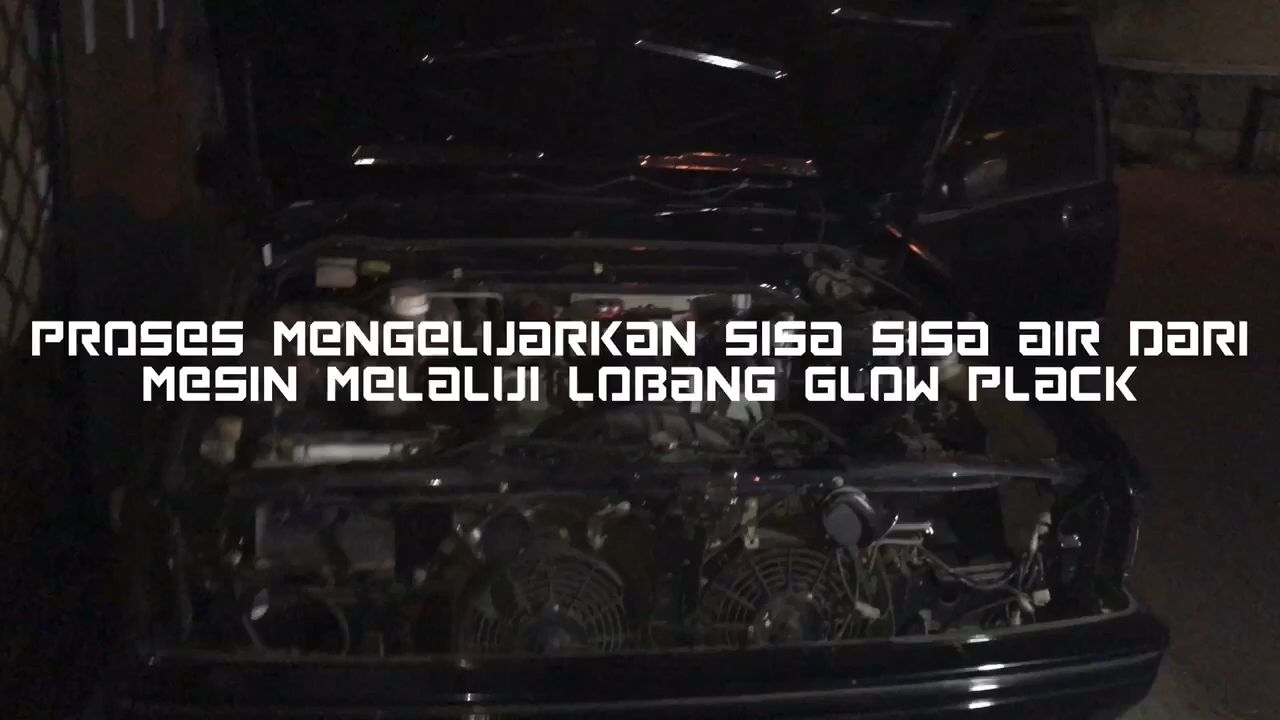 PROSES MENGELUARKAN SISA SISA AIR DARI
MESIN MELALUI LOBANG GLOW PLACK